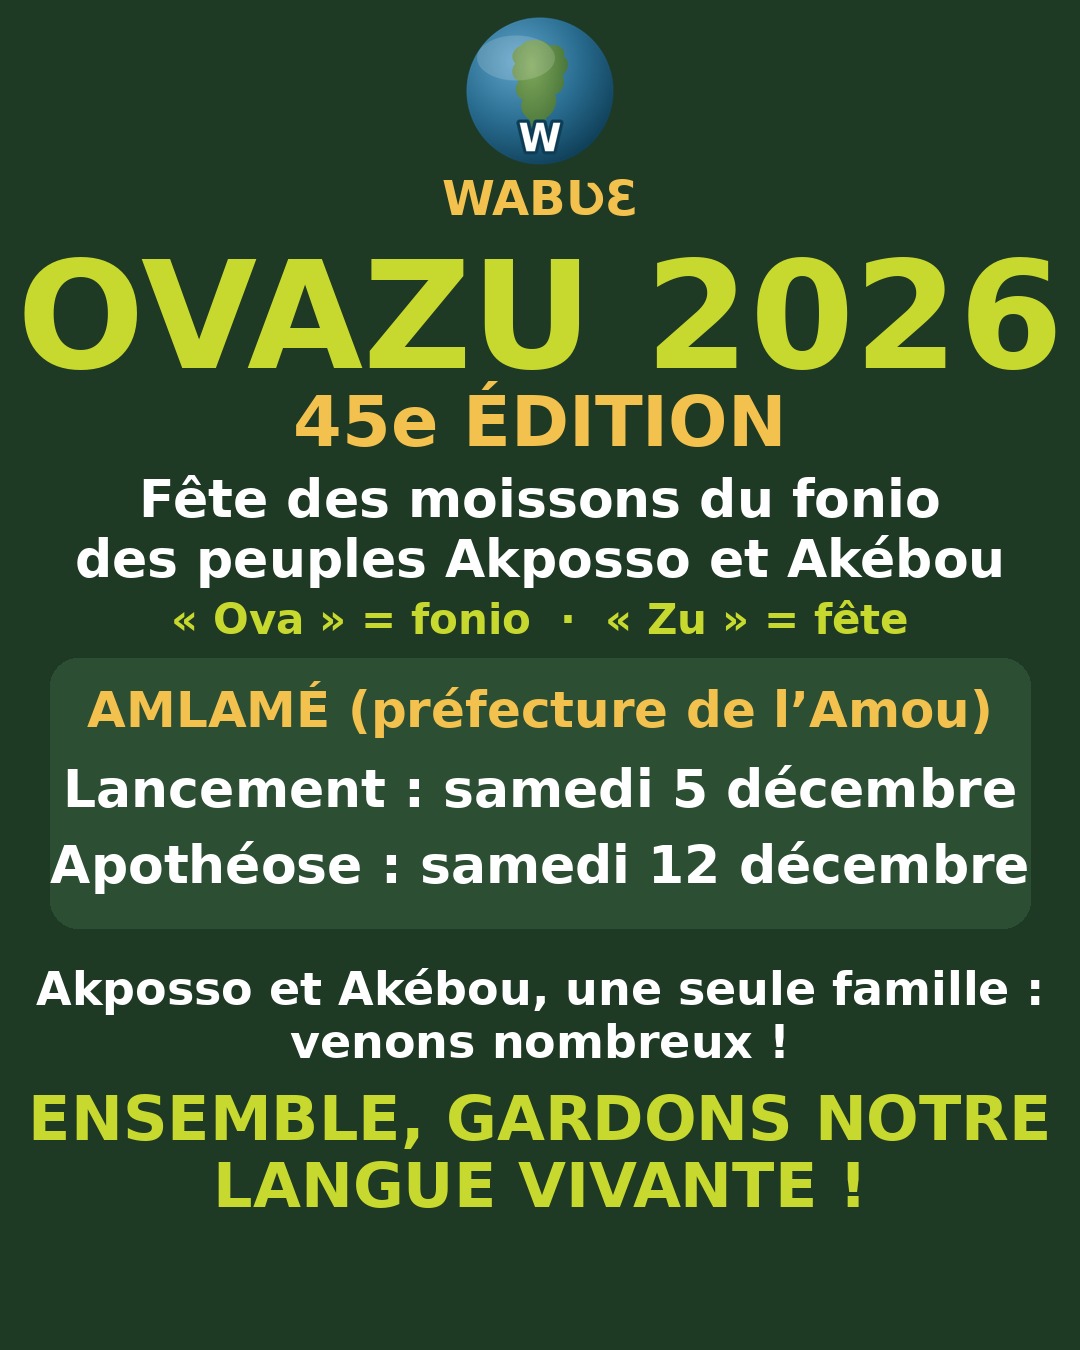 W
WABƲƐ
OVAZU 2026
45e ÉDITION
Fête des moissons du fonio
des peuples Akposso et Akébou
« Ova » = fonio · « Zu » = fête
AMLAMÉ (préfecture de l’Amou)
Lancement : samedi 5 décembre
Apothéose : samedi 12 décembre
Akposso et Akébou, une seule famille :
venons nombreux !
ENSEMBLE, GARDONS NOTRE
LANGUE VIVANTE !